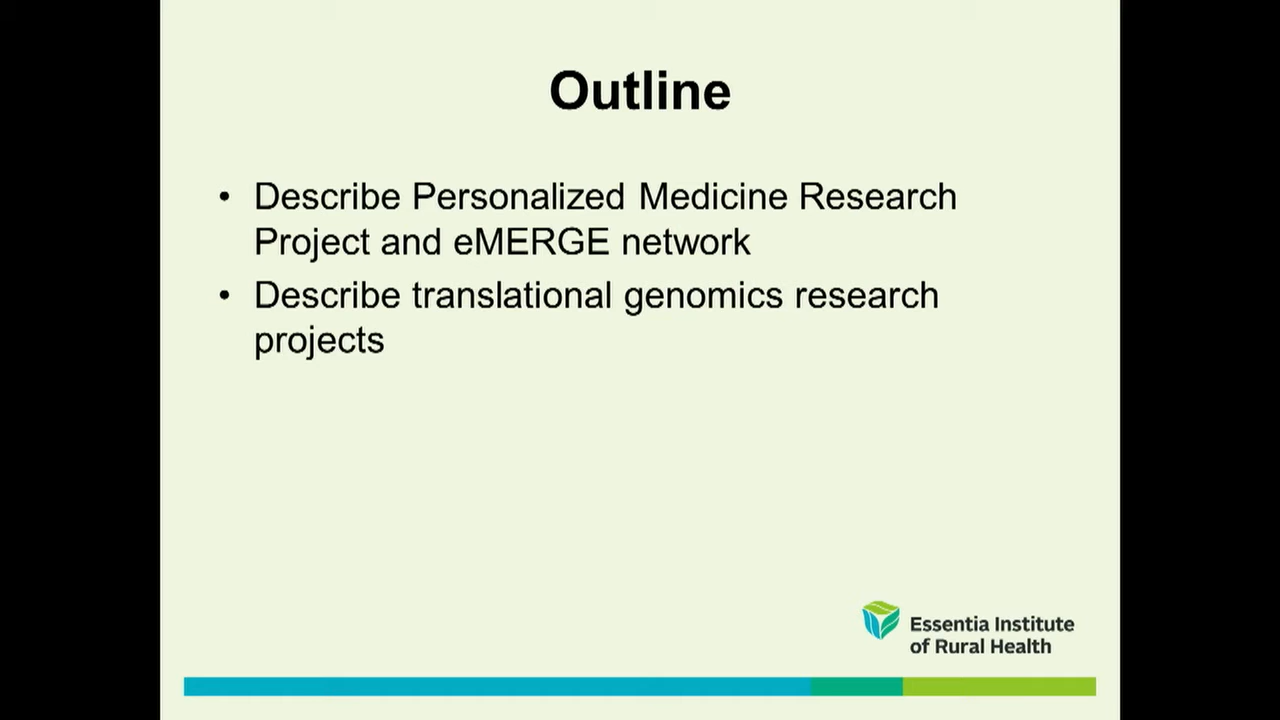 Outline
• Describe Personalized Medicine Research
Project and eMERGE network
• Describe translational genomics research
projects
Essentia Institute
of Rural Health